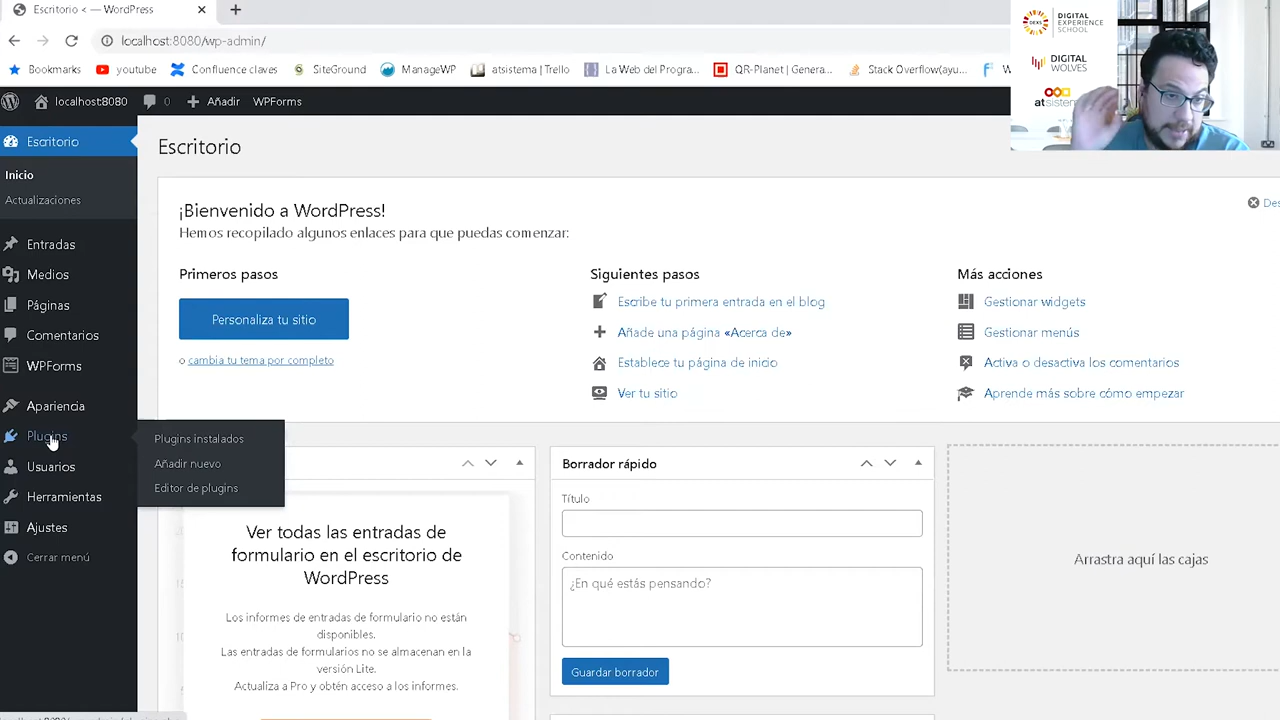 Escritorio < — WordPress
localhost:8080/wp-admin/
Bookmarks youtube Confluence claves SiteGro ManageWP atsistema | Trello La Web del Progra... QR-Planet | Genera... Stack Overflow(ayu... W
DEXS DIGITAL
EXPERIENCE
SCHOOL
DIGITAL
WOLVES
atsistem
localhost:8080 0 Añadir WPForms
Escritorio
Inicio
Actualizaciones
Entradas
Medios
Páginas
Comentarios
WPForms
Apariencia
Plugins
Usuarios
Herramientas
Ajustes
Cerrar menú
Plugins instalados
Añadir nuevo
Editor de plugins
Escritorio
¡Bienvenido a WordPress!
Hemos recopilado algunos enlaces para que puedas comenzar:
Des
Primeros pasos
Personaliza tu sitio
o cambia tu tema por completo
Siguientes pasos
Escribe tu primera entrada en el blog
Añade una página «Acerca de»
Establece tu página de inicio
Ver tu sitio
Más acciones
Gestionar widgets
Gestionar menús
Activa o desactiva los comentarios
Aprende más sobre cómo empezar
Ver todas las entradas de
formulario en el escritorio de
WordPress
Los informes de entradas de formulario no están
disponibles.
Las entradas de formularios no se almacenan en la
versión Lite.
Actualiza a Pro y obtén acceso a los informes.
Borrador rápido
Título
Contenido
¿En qué estás pensando?
Guardar borrador
Arrastra aquí las cajas